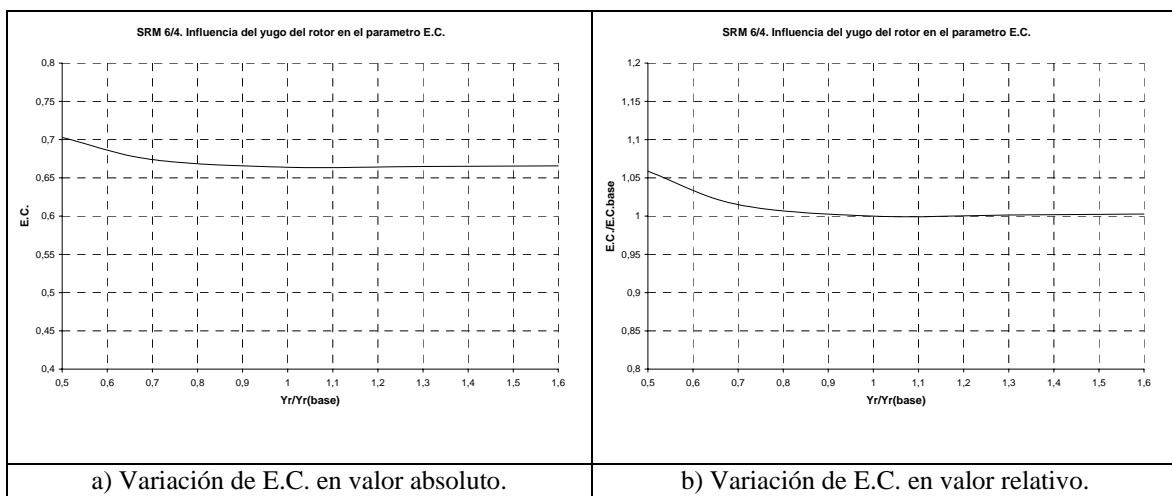 SRM 6/4. Influencia del yugo del rotor en el parametro E.C.
0,8
0,75
0,7
0,65
0,6
0,55
0,5
0,45
0,4
E.C.
0,5 0,6 0,7 0,8 0,9 1 1,1 1,2 1,3 1,4 1,5 1,6
Yr/Yr(base)
a) Variación de E.C. en valor absoluto.
SRM 6/4. Influencia del yugo del rotor en el parametro E.C.
1,2
1,15
1,1
1,05
1
0,95
0,9
0,85
0,8
E.C./E.C.base
0,5 0,6 0,7 0,8 0,9 1 1,1 1,2 1,3 1,4 1,5 1,6
Yr/Yr(base)
b) Variación de E.C. en valor relativo.